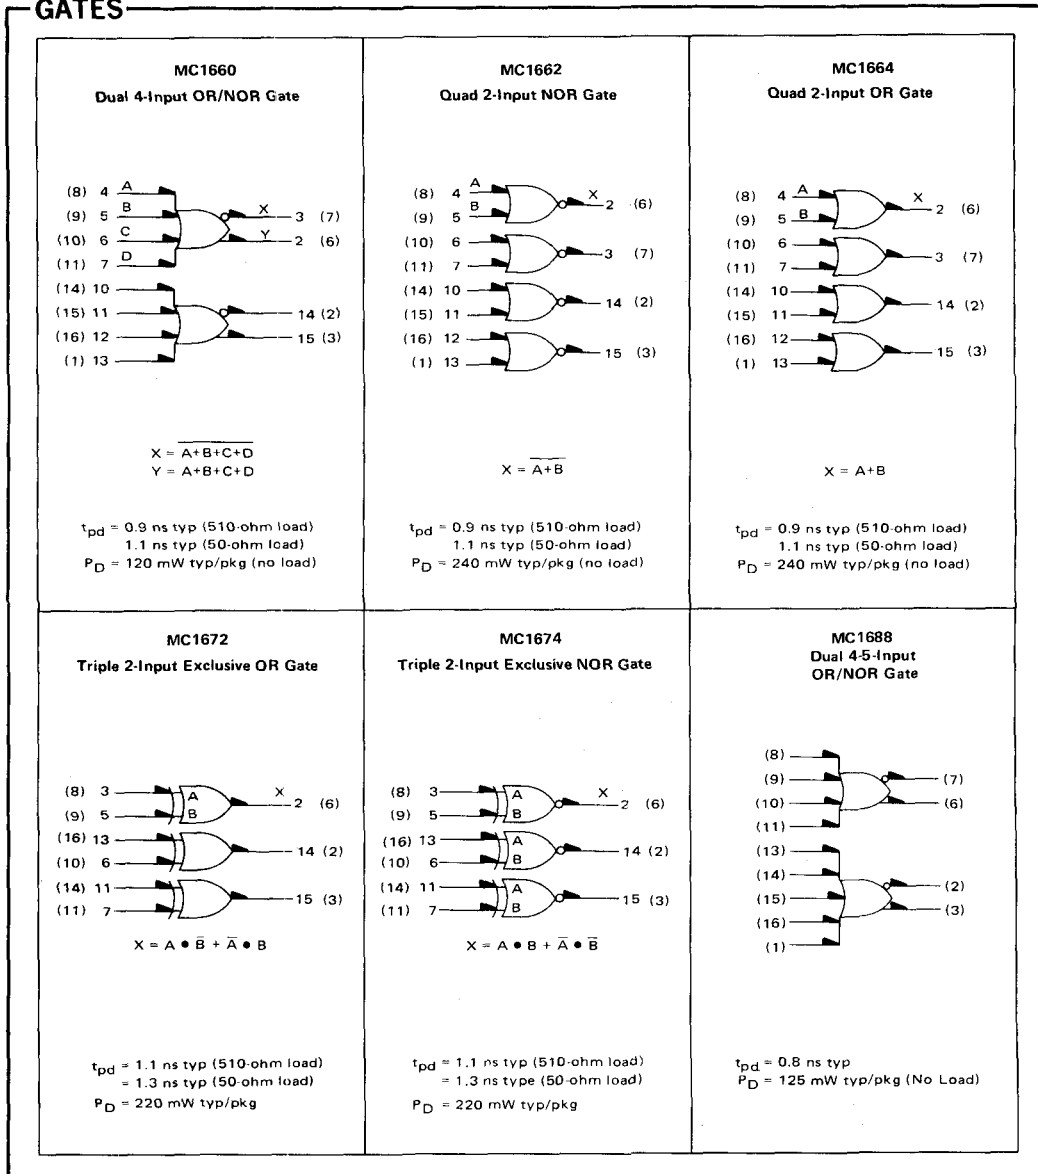 GATES
MC1660
Dual 4-Input OR/NOR Gate
(8) 4 A
(9) 5 B X 3 (7)
(10) 6 C Y 2 (6)
(11) 7 D
(14) 10
(15) 11 14 (2)
(16) 12 15 (3)
(1) 13
X = \overline{A+B+C+D}
Y = A+B+C+D
tpd = 0.9 ns typ (510-ohm load)
1.1 ns typ (50-ohm load)
PD = 120 mW typ/pkg (no load)
MC1662
Quad 2-Input NOR Gate
(8) 4 A X
(9) 5 B 2 (6)
(10) 6
(11) 7 3 (7)
(14) 10
(15) 11 14 (2)
(16) 12
(1) 13 15 (3)
X = \overline{A+B}
tpd = 0.9 ns typ (510-ohm load)
1.1 ns typ (50-ohm load)
PD = 240 mW typ/pkg (no load)
MC1664
Quad 2-Input OR Gate
(8) 4 A X
(9) 5 B 2 (6)
(10) 6
(11) 7 3 (7)
(14) 10
(15) 11 14 (2)
(16) 12
(1) 13 15 (3)
X = A+B
tpd = 0.9 ns typ (510-ohm load)
1.1 ns typ (50-ohm load)
PD = 240 mW typ/pkg (no load)
MC1672
Triple 2-Input Exclusive OR Gate
(8) 3 A X
(9) 5 B 2 (6)
(16) 13
(10) 6 14 (2)
(14) 11
(11) 7 15 (3)
X = A ● B̄ + Ā ● B
tpd = 1.1 ns typ (510-ohm load)
= 1.3 ns typ (50-ohm load)
PD = 220 mW typ/pkg
MC1674
Triple 2-Input Exclusive NOR Gate
(8) 3 A X
(9) 5 B 2 (6)
(16) 13 A
(10) 6 B 14 (2)
(14) 11 A
(11) 7 B 15 (3)
X = A ● B + Ā ● B̄
tpd = 1.1 ns typ (510-ohm load)
= 1.3 ns type (50-ohm load)
PD = 220 mW typ/pkg
MC1688
Dual 4-5-Input
OR/NOR Gate
(8)
(9) (7)
(10) (6)
(11)
(13)
(14) (2)
(15) (3)
(16)
(1)
tpd = 0.8 ns typ
PD = 125 mW typ/pkg (No Load)